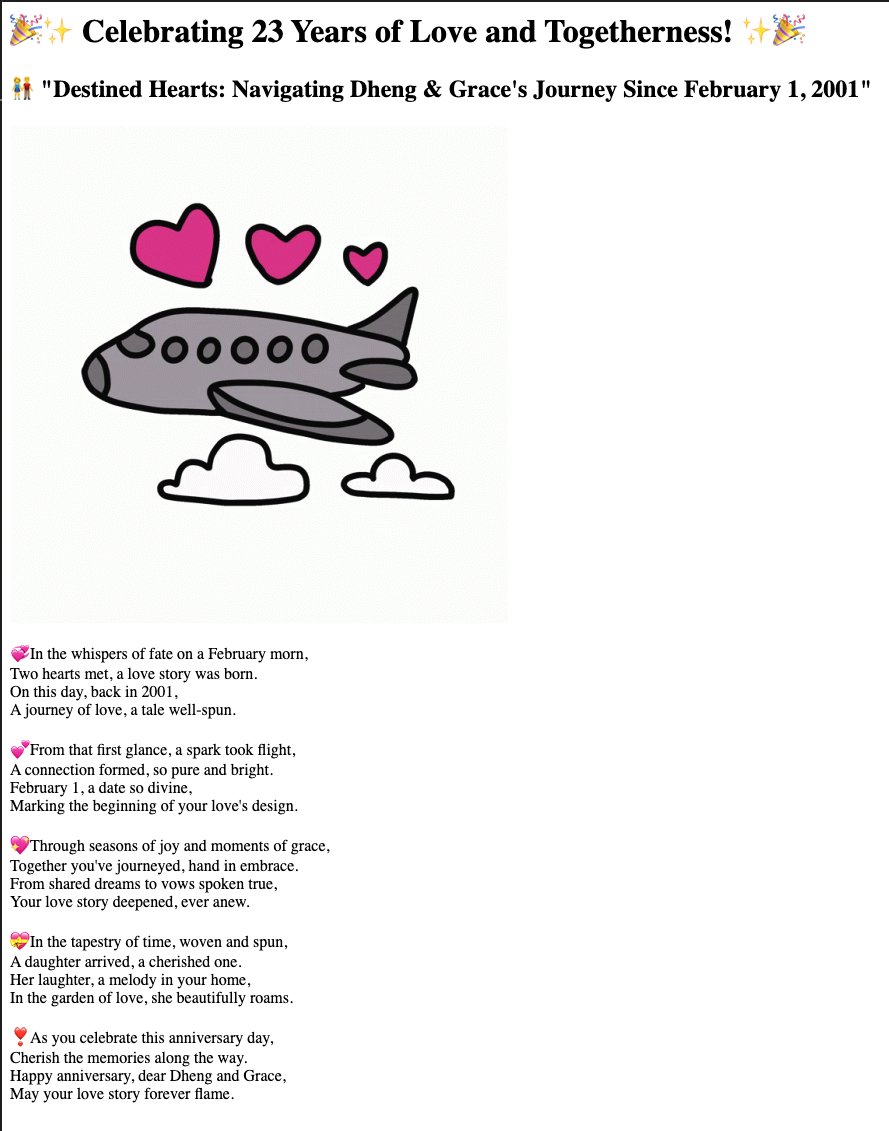 🎉✨ Celebrating 23 Years of Love and Togetherness! ✨🎉
👫 "Destined Hearts: Navigating Dheng & Grace's Journey Since February 1, 2001"
💞In the whispers of fate on a February morn,
Two hearts met, a love story was born.
On this day, back in 2001,
A journey of love, a tale well-spun.
💕From that first glance, a spark took flight,
A connection formed, so pure and bright.
February 1, a date so divine,
Marking the beginning of your love's design.
💖Through seasons of joy and moments of grace,
Together you've journeyed, hand in embrace.
From shared dreams to vows spoken true,
Your love story deepened, ever anew.
💝In the tapestry of time, woven and spun,
A daughter arrived, a cherished one.
Her laughter, a melody in your home,
In the garden of love, she beautifully roams.
❣️As you celebrate this anniversary day,
Cherish the memories along the way.
Happy anniversary, dear Dheng and Grace,
May your love story forever flame.